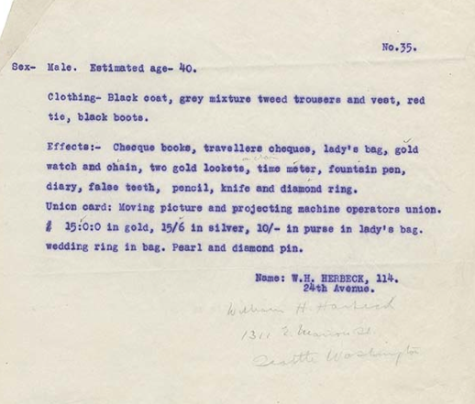 No.35.
Sex- Male. Estimated age- 40.
Clothing- Black coat, grey mixture tweed trousers and vest, red
tie, black boots.
Effects:- Checque books, travellers cheques, lady's bag, gold
watch and chain, two gold lockets, time meter, fountain pen,
diary, false teeth, pencil, knife and diamond ring.
Union card: Moving picture and projecting machine operators union.
£ 15:0:0 in gold, 15/6 in silver, 10/- in purse in lady's bag.
wedding ring in bag. Pearl and diamond pin.
Name: W.H. HERBECK, 114.
24th Avenue.
William H. Harbeck
St.
Seattle Washington